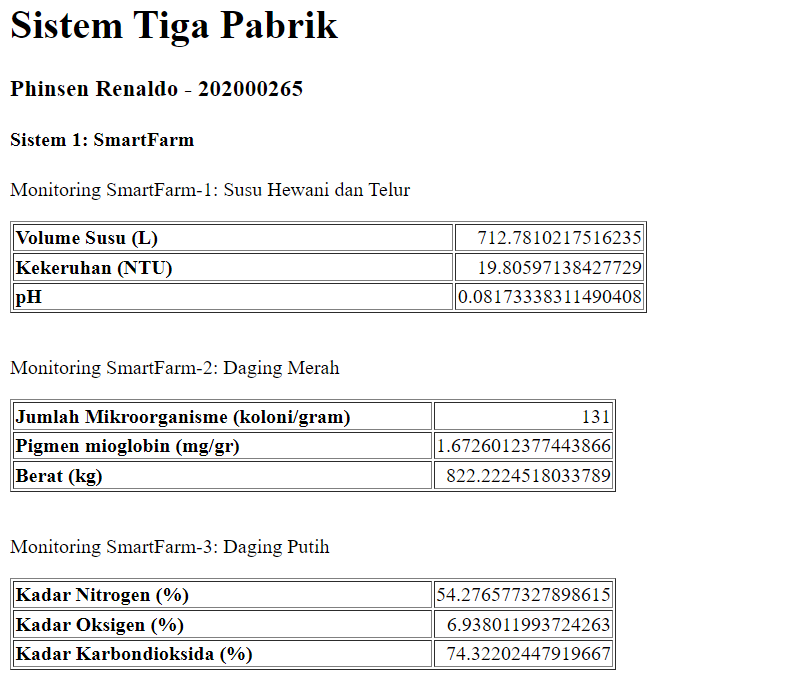 Sistem Tiga Pabrik
Phinsen Renaldo - 202000265
Sistem 1: SmartFarm
Monitoring SmartFarm-1: Susu Hewani dan Telur
Volume Susu (L) 712.7810217516235
Kekeruhan (NTU) 19.80597138427729
pH 0.08173338311490408
Monitoring SmartFarm-2: Daging Merah
Jumlah Mikroorganisme (koloni/gram) 131
Pigmen mioglobin (mg/gr) 1.6726012377443866
Berat (kg) 822.2224518033789
Monitoring SmartFarm-3: Daging Putih
Kadar Nitrogen (%) 54.276577327898615
Kadar Oksigen (%) 6.938011993724263
Kadar Karbondioksida (%) 74.32202447919667